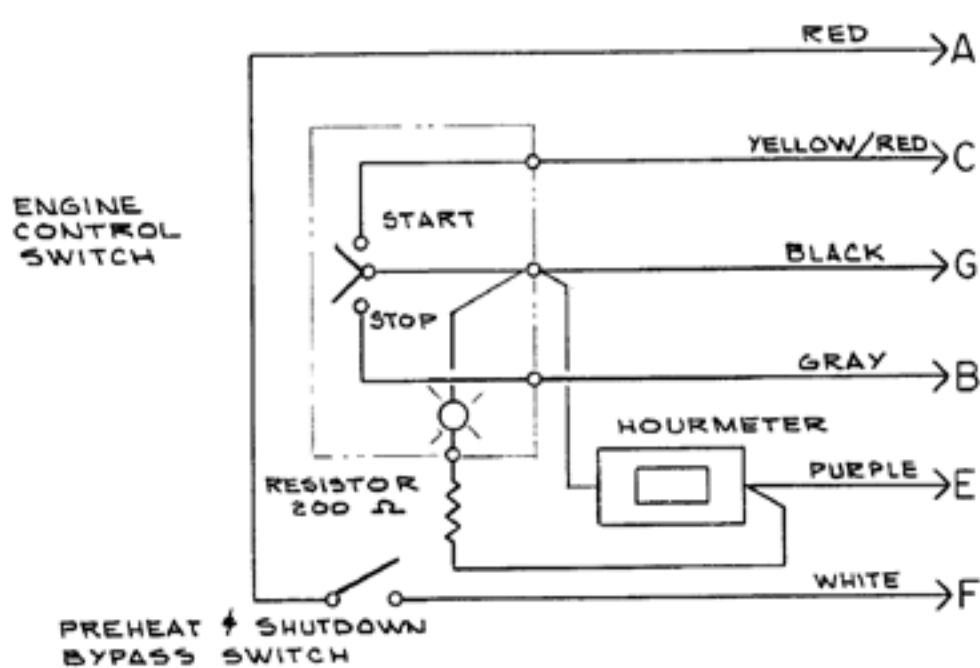 RED
A
YELLOW/RED
C
ENGINE
CONTROL
SWITCH
START
BLACK
G
STOP
GRAY
B
HOURMETER
RESISTOR
200 Ω
PURPLE
E
WHITE
F
PREHEAT & SHUTDOWN
BYPASS SWITCH